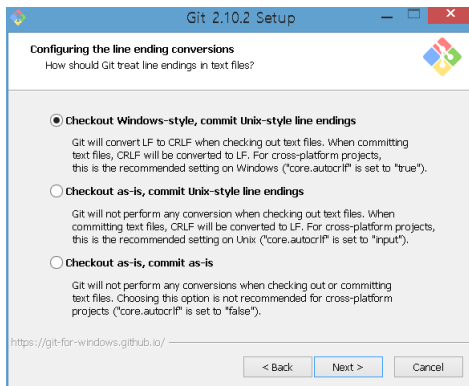 Git 2.10.2 Setup
Configuring the line ending conversions
How should Git treat line endings in text files?
Checkout Windows-style, commit Unix-style line endings
Git will convert LF to CRLF when checking out text files. When committing
text files, CRLF will be converted to LF. For cross-platform projects,
this is the recommended setting on Windows ("core.autocrlf" is set to "true").
Checkout as-is, commit Unix-style line endings
Git will not perform any conversion when checking out text files. When
committing text files, CRLF will be converted to LF. For cross-platform projects,
this is the recommended setting on Unix ("core.autocrlf" is set to "input").
Checkout as-is, commit as-is
Git will not perform any conversions when checking out or committing
text files. Choosing this option is not recommended for cross-platform
projects ("core.autocrlf" is set to "false").
https://git-for-windows.github.io/
< Back Next > Cancel